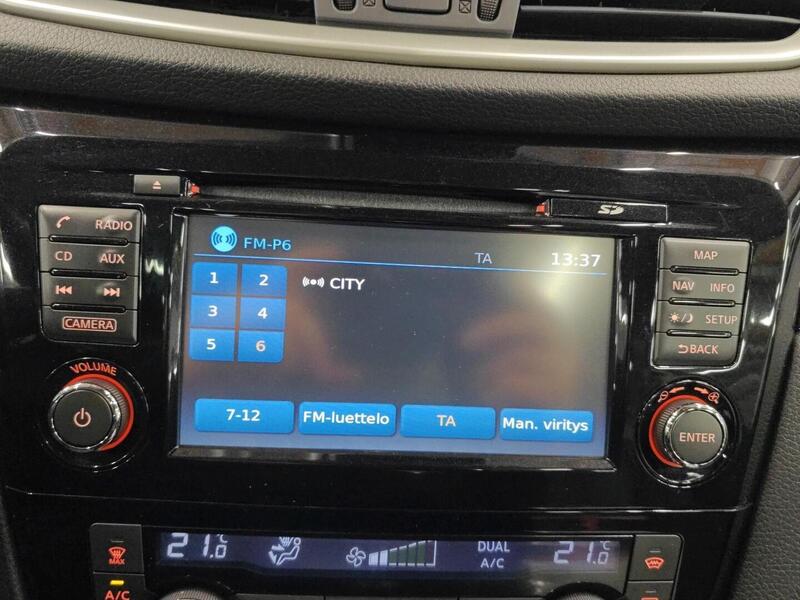 SD
RADIO
CD AUX
CAMERA
VOLUME
FM-P6
TA 13:37
1 2
CITY
3 4
5 6
7-12
FM-luettelo
TA
Man. viritys
MAP
NAV INFO
SETUP
BACK
ENTER
MAX
A/C
21.0 °C
DUAL
A/C
21.0 °C